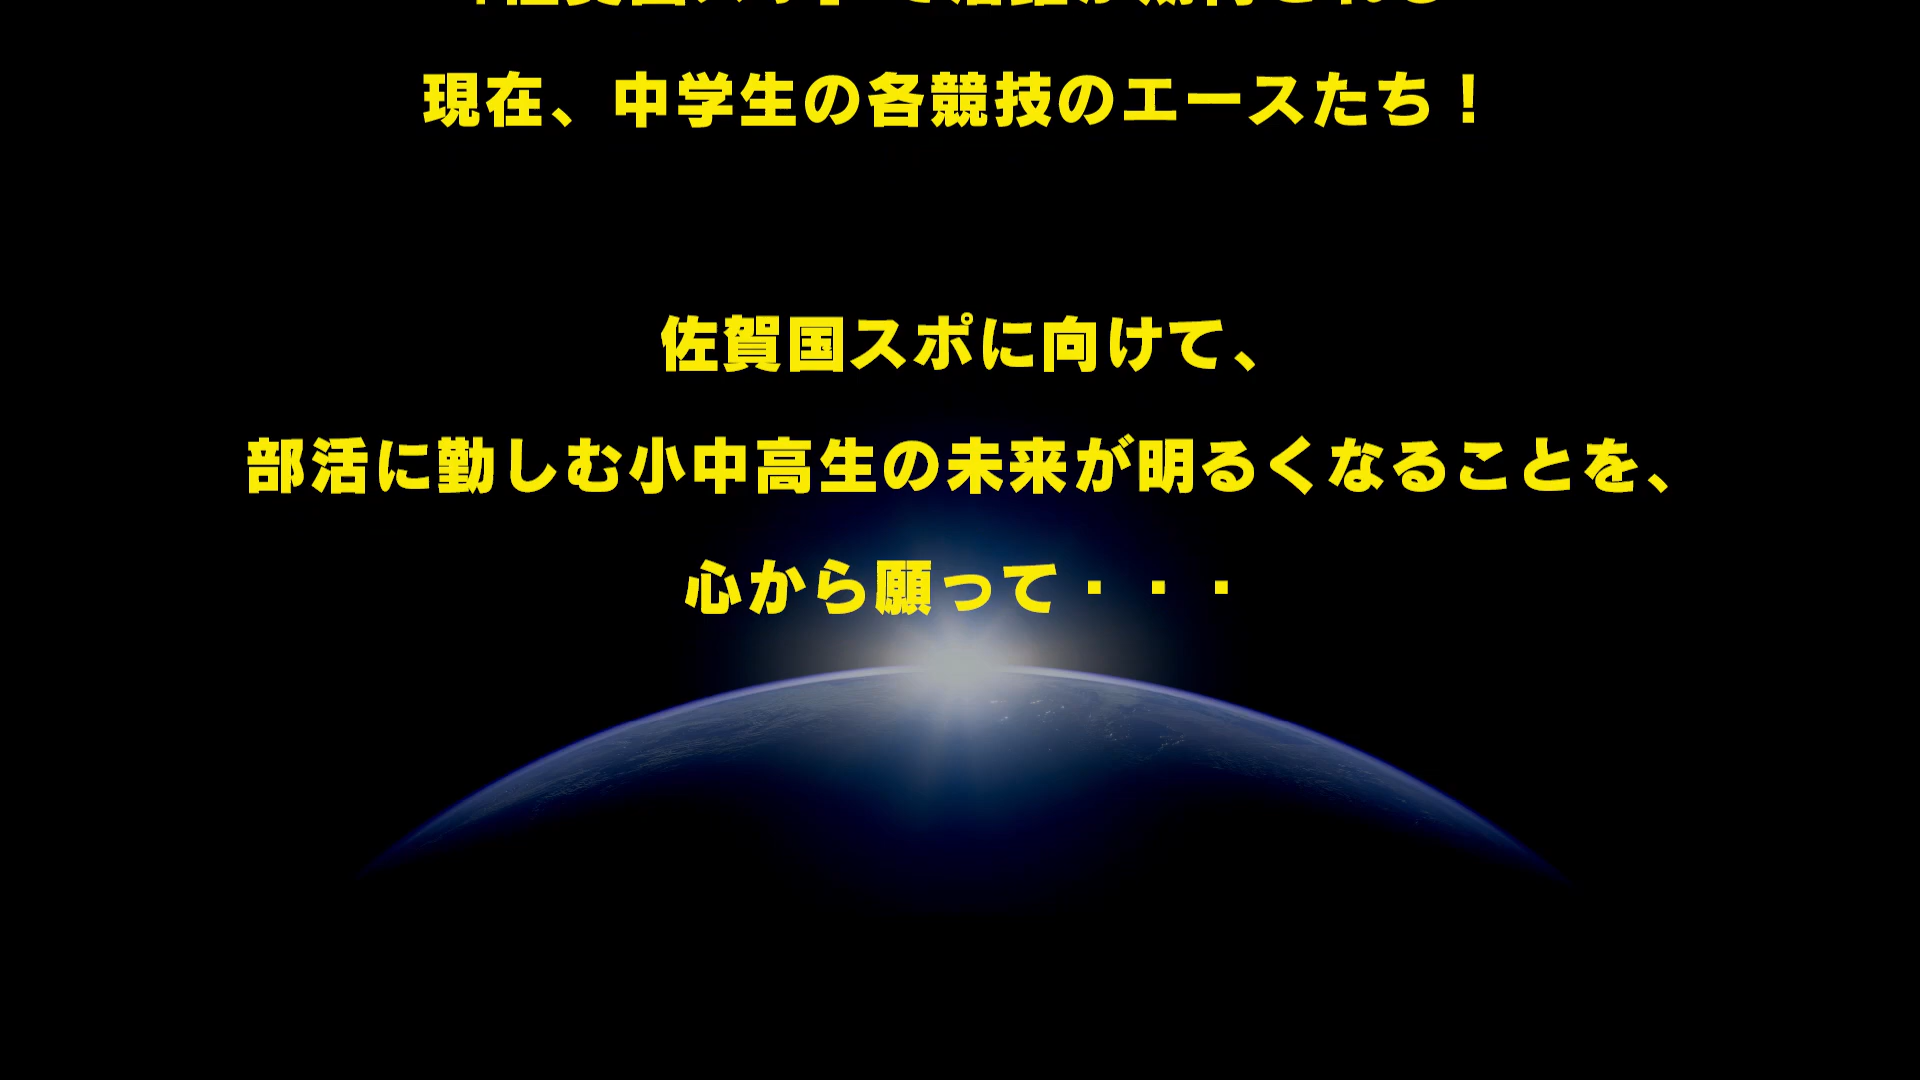 現在、中学生の各競技のエースたち！
佐賀国スポに向けて、
部活に勤しむ小中高生の未来が明るくなることを、
心から願って・・・